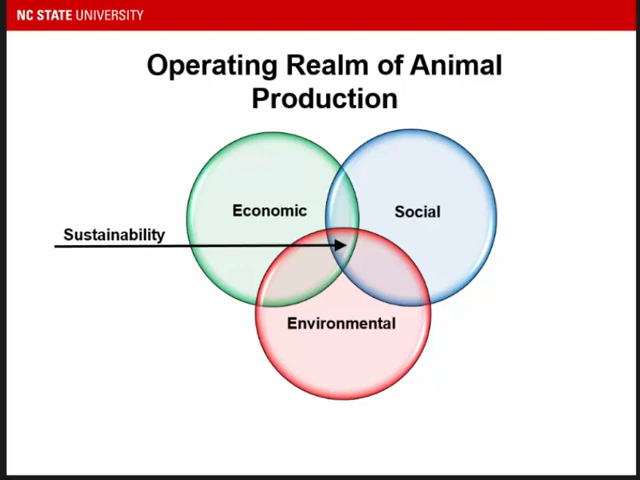 NC STATE UNIVERSITY
Operating Realm of Animal
Production
Economic
Social
Sustainability
Environmental